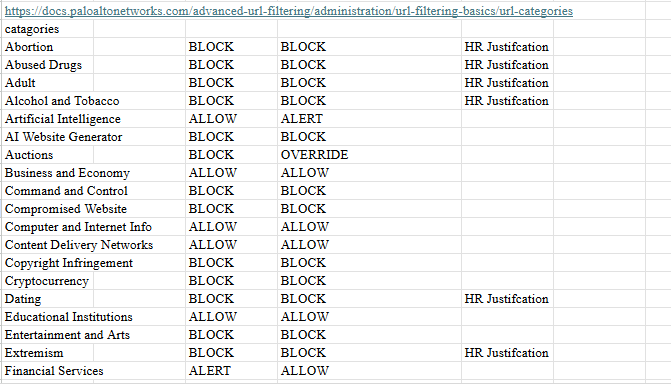 https://docs.paloaltonetworks.com/advanced-url-filtering/administration/url-filtering-basics/url-categories
catagories
Abortion BLOCK BLOCK HR Justifcation
Abused Drugs BLOCK BLOCK HR Justifcation
Adult BLOCK BLOCK HR Justifcation
Alcohol and Tobacco BLOCK BLOCK HR Justifcation
Artificial Intelligence ALLOW ALERT
AI Website Generator BLOCK BLOCK
Auctions BLOCK OVERRIDE
Business and Economy ALLOW ALLOW
Command and Control BLOCK BLOCK
Compromised Website BLOCK BLOCK
Computer and Internet Info ALLOW ALLOW
Content Delivery Networks ALLOW ALLOW
Copyright Infringement BLOCK BLOCK
Cryptocurrency BLOCK BLOCK
Dating BLOCK BLOCK HR Justifcation
Educational Institutions ALLOW ALLOW
Entertainment and Arts BLOCK BLOCK
Extremism BLOCK BLOCK HR Justifcation
Financial Services ALERT ALLOW